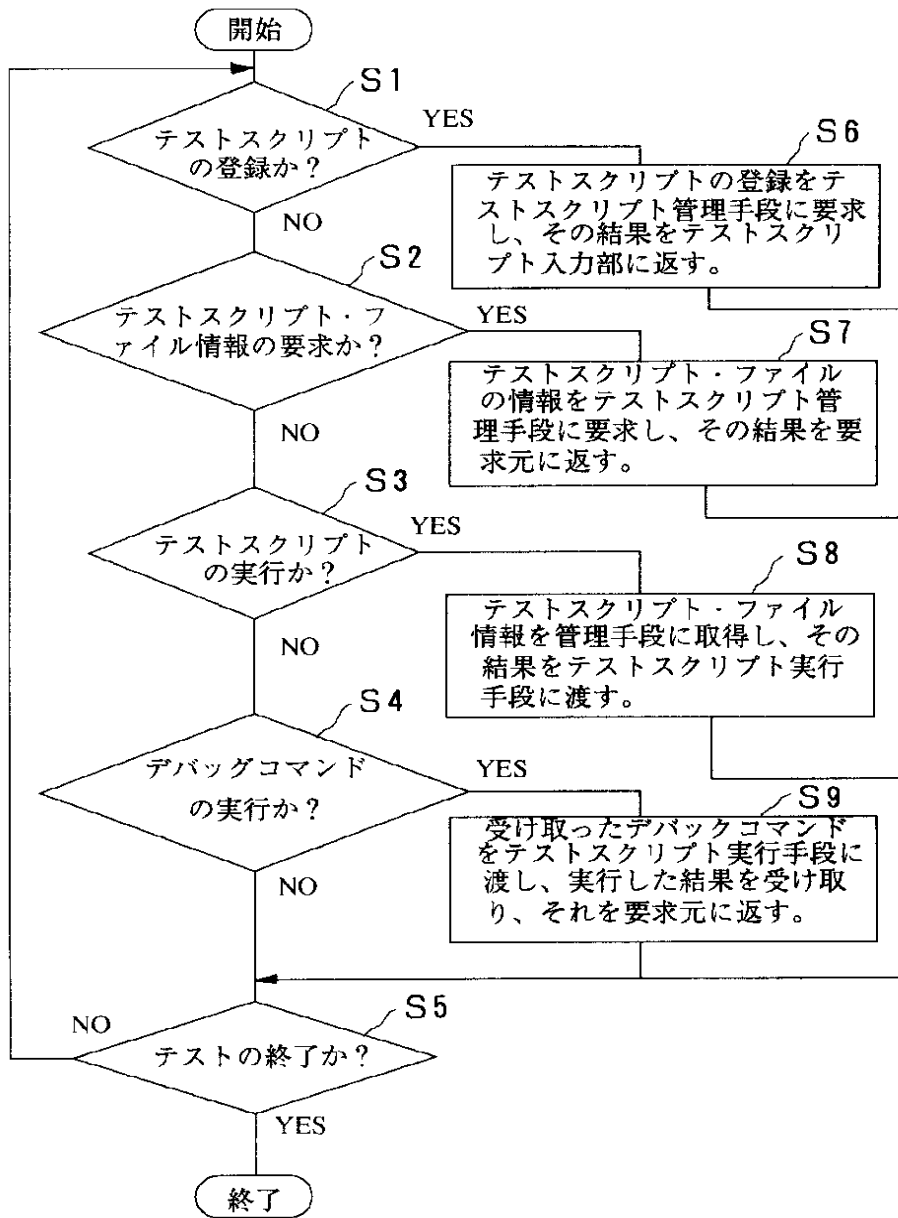 開始
S1
テストスクリプト
の登録か?
YES
NO
S6
テストスクリプトの登録をテ
ストスクリプト管理手段に要求
し、その結果をテストスクリ
プト入力部に返す。
S2
テストスクリプト・フ
ァイル情報の要求か?
YES
NO
S7
テストスクリプト・ファイル
の情報をテストスクリプト管
理手段に要求し、その結果を要
求元に返す。
S3
テストスクリプト
の実行か?
YES
NO
S8
テストスクリプト・ファイル
情報を管理手段に取得し、その
結果をテストスクリプト実行
手段に渡す。
S4
デバッグコマンド
の実行か?
YES
NO
S9
受け取ったデバックコマンド
をテストスクリプト実行手段に
渡し、実行した結果を受け取
り、それを要求元に返す。
S5
テストの終了か?
NO
YES
終了